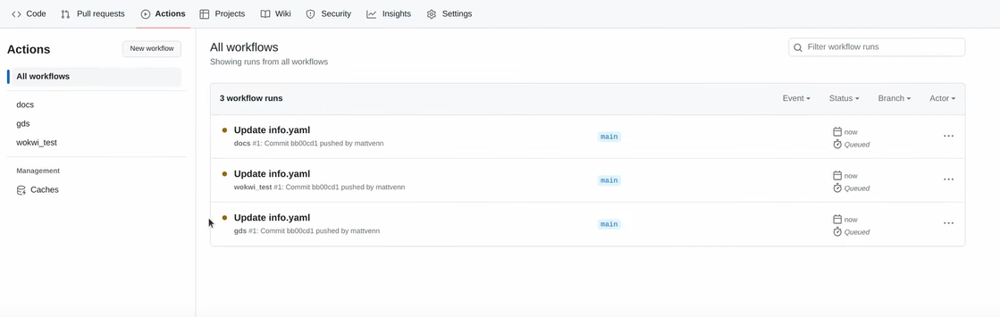 Code Pull requests Actions Projects Wiki Security Insights Settings
Actions
New workflow
All workflows
docs
gds
wokwi_test
Management
Caches
All workflows
Showing runs from all workflows
Filter workflow runs
3 workflow runs
Event Status Branch Actor
Update info.yaml
docs #1: Commit bb00cd1 pushed by mattvenn
main
now
Queued
Update info.yaml
wokwi_test #1: Commit bb00cd1 pushed by mattvenn
main
now
Queued
Update info.yaml
gds #1: Commit bb00cd1 pushed by mattvenn
main
now
Queued